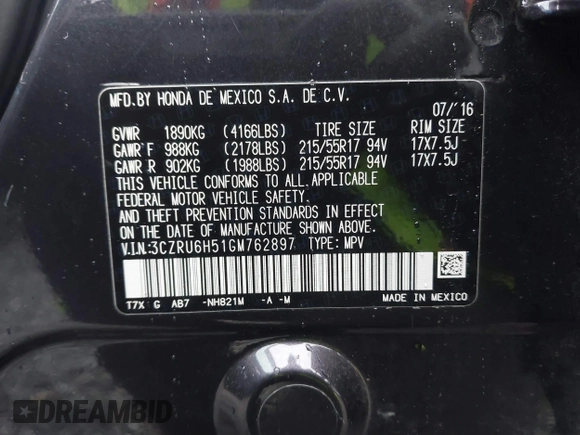 MFD.BY HONDA DE MEXICO S.A. DE C.V.
07/'16
GVWR 1890KG (4166LBS) TIRE SIZE RIM SIZE
GAWR F 988KG (2178LBS) 215/55R17 94V 17X7.5J
GAWR R 902KG (1988LBS) 215/55R17 94V 17X7.5J
THIS VEHICLE CONFORMS TO ALL APPLICABLE
FEDERAL MOTOR VEHICLE SAFETY.
AND THEFT PREVENTION STANDARDS IN EFFECT
ON THE DATE OF MANUFACTURE SHOWN ABOVE.
V.I.N:3CZRU6H51GM762897 TYPE: MPV
T7X G AB7 -NH821M -A -M MADE IN MEXICO
DREAMBID